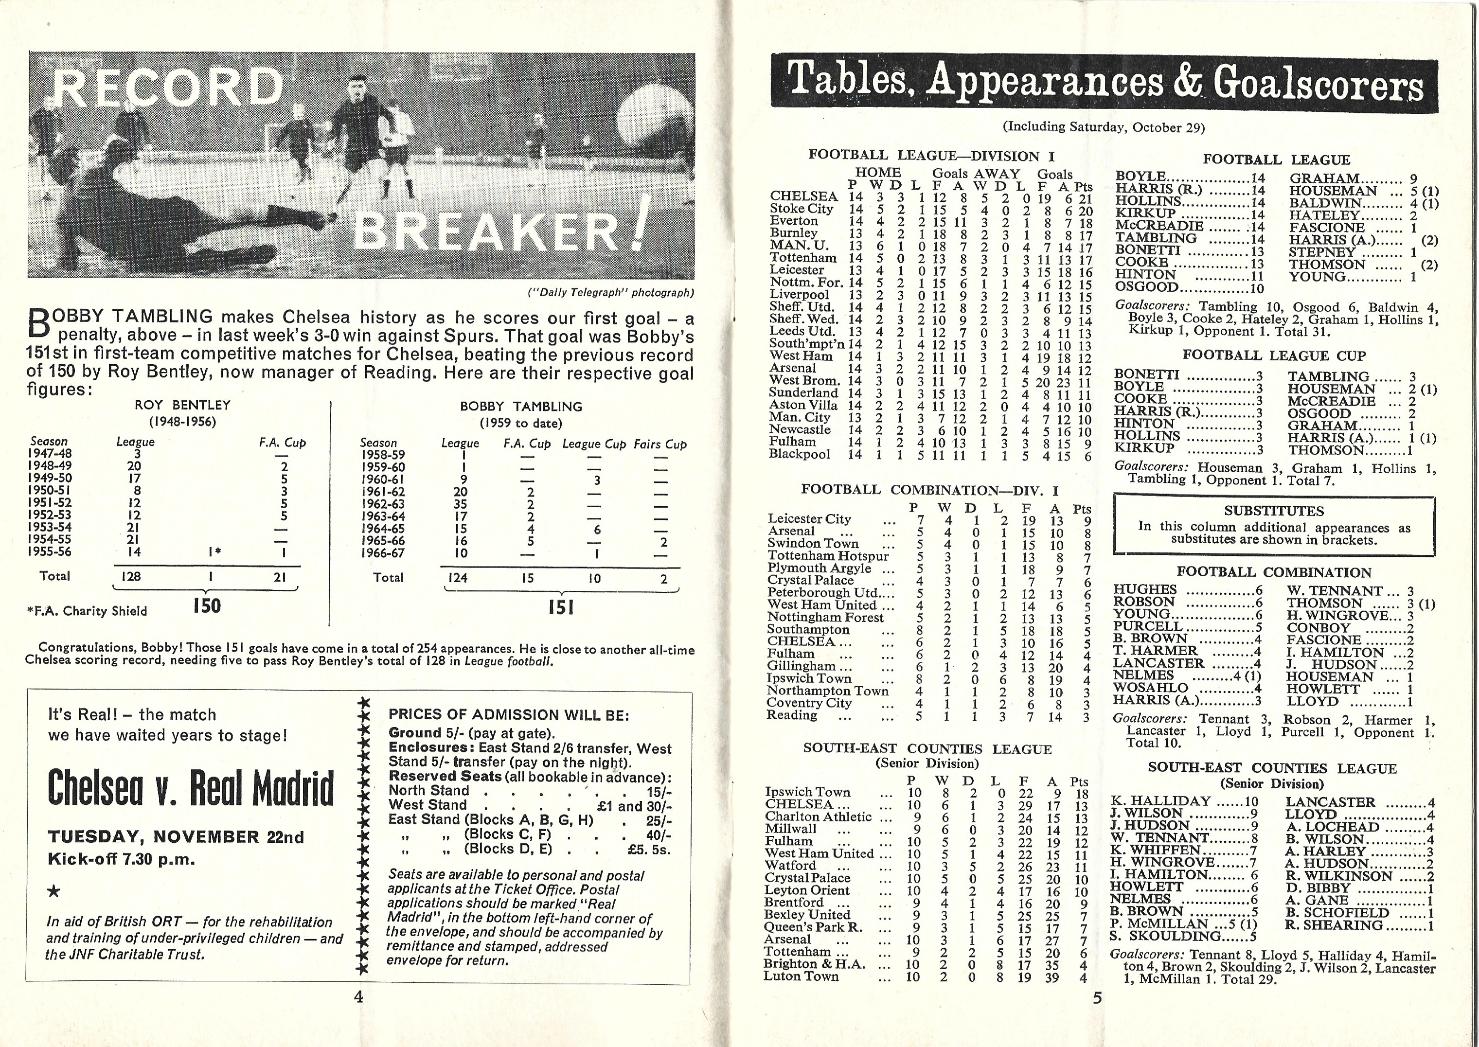 RECORD
BREAKER!
("Daily Telegraph" photograph)
BOBBY TAMBLING makes Chelsea history as he scores our first goal – a
penalty, above – in last week's 3-0 win against Spurs. That goal was Bobby's
151st in first-team competitive matches for Chelsea, beating the previous record
of 150 by Roy Bentley, now manager of Reading. Here are their respective goal
figures:
ROY BENTLEY
(1948-1956)
Season League F.A. Cup
1947-48 3 —
1948-49 20 2
1949-50 17 5
1950-51 8 3
1951-52 12 5
1952-53 12 5
1953-54 21 —
1954-55 21 —
1955-56 14 1* 1
Total 128 1 21
150
*F.A. Charity Shield
BOBBY TAMBLING
(1959 to date)
Season League F.A. Cup League Cup Fairs Cup
1958-59 1 — — —
1959-60 1 — — —
1960-61 9 — 3 —
1961-62 20 2 — —
1962-63 35 2 — —
1963-64 17 2 — —
1964-65 15 4 6 —
1965-66 16 5 — 2
1966-67 10 — 1 —
Total 124 15 10 2
151
Congratulations, Bobby! Those 151 goals have come in a total of 254 appearances. He is close to another all-time
Chelsea scoring record, needing five to pass Roy Bentley's total of 128 in League football.
It's Real! – the match
we have waited years to stage!
Chelsea v. Real Madrid
TUESDAY, NOVEMBER 22nd
Kick-off 7.30 p.m.
★
In aid of British ORT — for the rehabilitation
and training of under-privileged children — and
the JNF Charitable Trust.
PRICES OF ADMISSION WILL BE:
Ground 5/- (pay at gate).
Enclosures: East Stand 2/6 transfer, West
Stand 5/- transfer (pay on the night).
Reserved Seats (all bookable in advance):
North Stand . . . . . . 15/-
West Stand . . . . £1 and 30/-
East Stand (Blocks A, B, G, H) . 25/-
„ „ (Blocks C, F) . . . 40/-
„ „ (Blocks D, E) . . £5. 5s.
Seats are available to personal and postal
applicants at the Ticket Office. Postal
applications should be marked "Real
Madrid", in the bottom left-hand corner of
the envelope, and should be accompanied by
remittance and stamped, addressed
envelope for return.
4
Tables, Appearances & Goalscorers
(Including Saturday, October 29)
FOOTBALL LEAGUE—DIVISION I
HOME Goals AWAY Goals
P W D L F A W D L F A Pts
CHELSEA 14 3 3 1 12 8 5 2 0 19 6 21
Stoke City 14 5 2 1 15 5 4 0 2 8 6 20
Everton 14 4 2 2 15 11 3 2 1 8 7 18
Burnley 13 4 2 1 18 8 2 3 1 8 8 17
MAN. U. 13 6 1 0 18 7 2 0 4 7 14 17
Tottenham 14 5 0 2 13 8 3 1 3 11 13 17
Leicester 13 4 1 0 17 5 2 3 3 15 18 16
Nottm. For. 14 5 2 1 15 6 1 1 4 6 12 15
Liverpool 13 2 3 0 11 9 3 2 3 11 13 15
Sheff. Utd. 14 4 1 2 12 8 2 2 3 6 12 15
Sheff. Wed. 14 2 3 2 10 9 2 3 2 8 9 14
Leeds Utd. 13 4 2 1 12 7 0 3 3 4 11 13
South'mpt'n 14 2 1 4 12 15 3 2 2 10 10 13
West Ham 14 1 3 2 11 11 3 1 4 19 18 12
Arsenal 14 3 2 2 11 10 1 2 4 9 14 12
West Brom. 14 3 0 3 11 7 2 1 5 20 23 11
Sunderland 14 3 1 3 15 13 1 2 4 8 11 11
Aston Villa 14 2 2 4 11 12 2 0 4 4 10 10
Man. City 13 2 1 3 7 12 2 1 4 7 12 10
Newcastle 14 2 2 3 6 10 1 2 4 5 16 10
Fulham 14 1 2 4 10 13 1 3 3 8 15 9
Blackpool 14 1 1 5 11 11 1 1 5 4 15 6
FOOTBALL COMBINATION—DIV. I
P W D L F A Pts
Leicester City ... 7 4 1 2 19 13 9
Arsenal ... ... 5 4 0 1 15 10 8
Swindon Town ... 5 4 0 1 15 10 8
Tottenham Hotspur 5 3 1 1 13 8 7
Plymouth Argyle ... 5 3 1 1 18 9 7
Crystal Palace ... 4 3 0 1 7 7 6
Peterborough Utd.... 5 3 0 2 12 13 6
West Ham United ... 4 2 1 1 14 6 5
Nottingham Forest 5 2 1 2 13 13 5
Southampton ... 8 2 1 5 18 18 5
CHELSEA ... ... 6 2 1 3 10 16 5
Fulham ... ... 6 2 0 4 12 14 4
Gillingham ... ... 6 1 2 3 13 20 4
Ipswich Town ... 8 2 0 6 8 19 4
Northampton Town 4 1 1 2 8 10 3
Coventry City ... 4 1 1 2 6 8 3
Reading ... ... 5 1 1 3 7 14 3
SOUTH-EAST COUNTIES LEAGUE
(Senior Division)
P W D L F A Pts
Ipswich Town ... 10 8 2 0 22 9 18
CHELSEA ... ... 10 6 1 3 29 17 13
Charlton Athletic ... 9 6 1 2 24 15 13
Millwall ... ... 9 6 0 3 20 14 12
Fulham ... ... 10 5 2 3 22 19 12
West Ham United ... 10 5 1 4 22 15 11
Watford ... ... 10 3 5 2 26 23 11
Crystal Palace ... 10 5 0 5 25 20 10
Leyton Orient ... 10 4 2 4 17 16 10
Brentford ... ... 9 4 1 4 16 20 9
Bexley United ... 9 3 1 5 25 25 7
Queen's Park R. ... 9 3 1 5 15 17 7
Arsenal ... ... 10 3 1 6 17 27 7
Tottenham ... ... 9 2 2 5 15 20 6
Brighton & H.A. ... 10 2 0 8 17 35 4
Luton Town ... 10 2 0 8 19 39 4
FOOTBALL LEAGUE
BOYLE.............14 GRAHAM......... 9
HARRIS (R.) ........14 HOUSEMAN ... 5 (1)
HOLLINS............14 BALDWIN......... 4 (1)
KIRKUP .............14 HATELEY......... 2
McCREADIE .......14 FASCIONE ...... 1
TAMBLING .........14 HARRIS (A.)..... (2)
BONETTI ............13 STEPNEY ......... 1
COOKE ..............13 THOMSON ...... (2)
HINTON .............11 YOUNG............ 1
OSGOOD............10
Goalscorers: Tambling 10, Osgood 6, Baldwin 4,
Boyle 3, Cooke 2, Hateley 2, Graham 1, Hollins 1,
Kirkup 1, Opponent 1. Total 31.
FOOTBALL LEAGUE CUP
BONETTI .............3 TAMBLING ...... 3
BOYLE ................3 HOUSEMAN ... 2 (1)
COOKE ................3 McCREADIE ... 2
HARRIS (R.)..........3 OSGOOD ......... 2
HINTON ..............3 GRAHAM......... 1
HOLLINS .............3 HARRIS (A.)...... 1 (1)
KIRKUP ..............3 THOMSON.........1
Goalscorers: Houseman 3, Graham 1, Hollins 1,
Tambling 1, Opponent 1. Total 7.
SUBSTITUTES
In this column additional appearances as
substitutes are shown in brackets.
FOOTBALL COMBINATION
HUGHES ..............6 W. TENNANT ... 3
ROBSON ..............6 THOMSON ...... 3 (1)
YOUNG ................6 H. WINGROVE... 3
PURCELL..............5 CONBOY .........2
B. BROWN ............4 FASCIONE .......2
T. HARMER ..........4 I. HAMILTON ...2
LANCASTER .........4 J. HUDSON......2
NELMES ..........4 (1) HOUSEMAN ... 1
WOSAHLO ...........4 HOWLETT ...... 1
HARRIS (A.)..........3 LLOYD ............1
Goalscorers: Tennant 3, Robson 2, Harmer 1,
Lancaster 1, Lloyd 1, Purcell 1, Opponent 1.
Total 10.
SOUTH-EAST COUNTIES LEAGUE
(Senior Division)
K. HALLIDAY ......10 LANCASTER .........4
J. WILSON ............9 LLOYD ................4
J. HUDSON ...........9 A. LOCHEAD ........4
W. TENNANT.........8 B. WILSON ...........4
K. WHIFFEN..........7 A. HARLEY ...........3
H. WINGROVE.......7 A. HUDSON...........2
I. HAMILTON........ 6 R. WILKINSON ......2
HOWLETT ............6 D. BIBBY ..............1
NELMES ..............6 A. GANE ...............1
B. BROWN ............5 B. SCHOFIELD .......1
P. McMILLAN ...5 (1) R. SHEARING.........1
S. SKOULDING......5
Goalscorers: Tennant 8, Lloyd 5, Halliday 4, Hamil-
ton 4, Brown 2, Skoulding 2, J. Wilson 2, Lancaster
1, McMillan 1. Total 29.
5